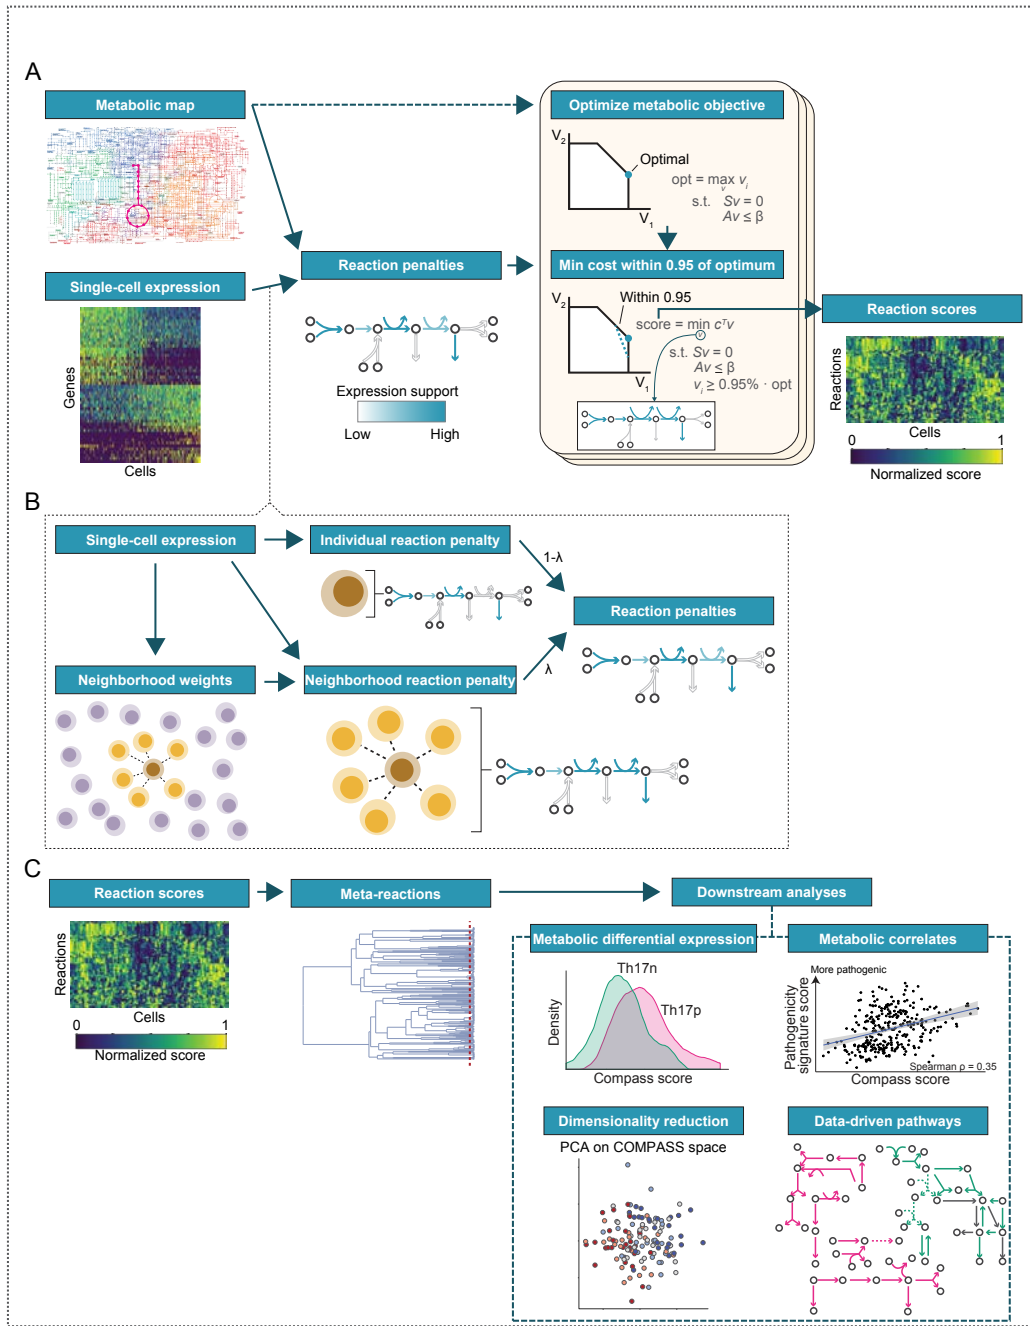 A
Metabolic map
Optimize metabolic objective
V2
Optimal
opt = max vi
v
s.t. Sv = 0
Av ≤ β
V1
Reaction penalties
Min cost within 0.95 of optimum
Single-cell expression
Genes
Cells
Expression support
Low High
V2
Within 0.95
score = min cᵀv
v
s.t. Sv = 0
Av ≤ β
vi ≥ 0.95% · opt
V1
Reaction scores
Reactions
Cells
0 1
Normalized score
B
Single-cell expression
Individual reaction penalty
1-λ
Reaction penalties
λ
Neighborhood weights
Neighborhood reaction penalty
C
Reaction scores
Meta-reactions
Downstream analyses
Reactions
Cells
0 1
Normalized score
Metabolic differential expression
Th17n
Th17p
Density
Compass score
Metabolic correlates
More pathogenic
Pathogenicity
signature score
Spearman ρ = 0.35
Compass score
Dimensionality reduction
PCA on COMPASS space
Data-driven pathways